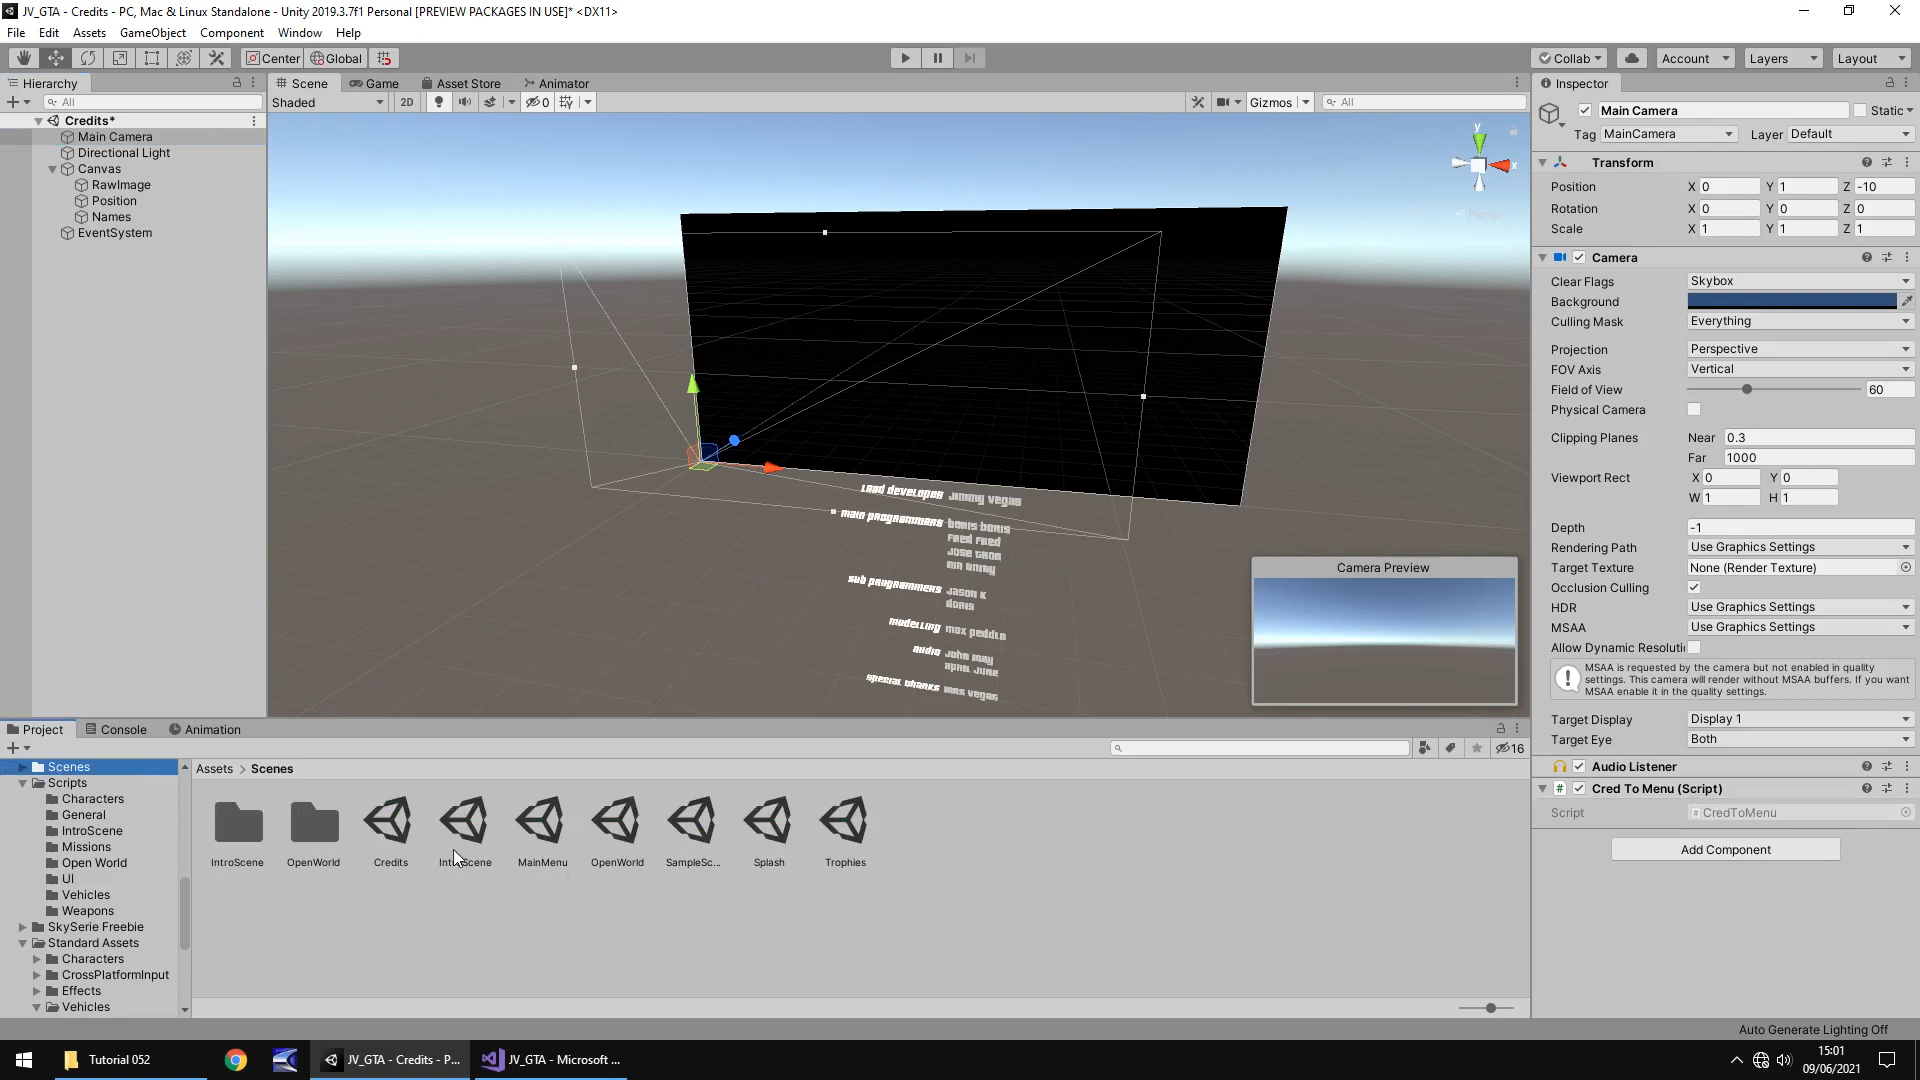 JV_GTA - Credits - PC, Mac & Linux Standalone - Unity 2019.3.7f1 Personal [PREVIEW PACKAGES IN USE]* <DX11>
File Edit Assets GameObject Component Window Help
Center Global Collab Account Layers Layout
Hierarchy
All
Credits*
Main Camera
Directional Light
Canvas
RawImage
Position
Names
EventSystem
Scene Game Asset Store Animator
Shaded 2D 0 Gizmos All
y
x
Persp
Lead developer Jimmy Vegas
main programmers boris boris
Fred Fred
Jose Tron
mr unity
sub programmers Jason K
doris
modelling max peddle
audio John may
april June
special thanks mrs vegas
Camera Preview
Inspector
Main Camera Static
Tag MainCamera Layer Default
Transform
Position X 0 Y 1 Z -10
Rotation X 0 Y 0 Z 0
Scale X 1 Y 1 Z 1
Camera
Clear Flags Skybox
Background
Culling Mask Everything
Projection Perspective
FOV Axis Vertical
Field of View 60
Physical Camera
Clipping Planes Near 0.3
Far 1000
Viewport Rect X 0 Y 0
W 1 H 1
Depth -1
Rendering Path Use Graphics Settings
Target Texture None (Render Texture)
Occlusion Culling
HDR Use Graphics Settings
MSAA Use Graphics Settings
Allow Dynamic Resoluti
MSAA is requested by the camera but not enabled in quality
settings. This camera will render without MSAA buffers. If you want
MSAA enable it in the quality settings.
Target Display Display 1
Target Eye Both
Audio Listener
Cred To Menu (Script)
Script CredToMenu
Add Component
Project Console Animation
16
Scenes
Scripts
Characters
General
IntroScene
Missions
Open World
UI
Vehicles
Weapons
SkySerie Freebie
Standard Assets
Characters
CrossPlatformInput
Effects
Vehicles
Assets > Scenes
IntroScene OpenWorld Credits IntroScene MainMenu OpenWorld SampleSc... Splash Trophies
Auto Generate Lighting Off
Tutorial 052
JV_GTA - Credits - P...
JV_GTA - Microsoft ...
15:01
09/06/2021